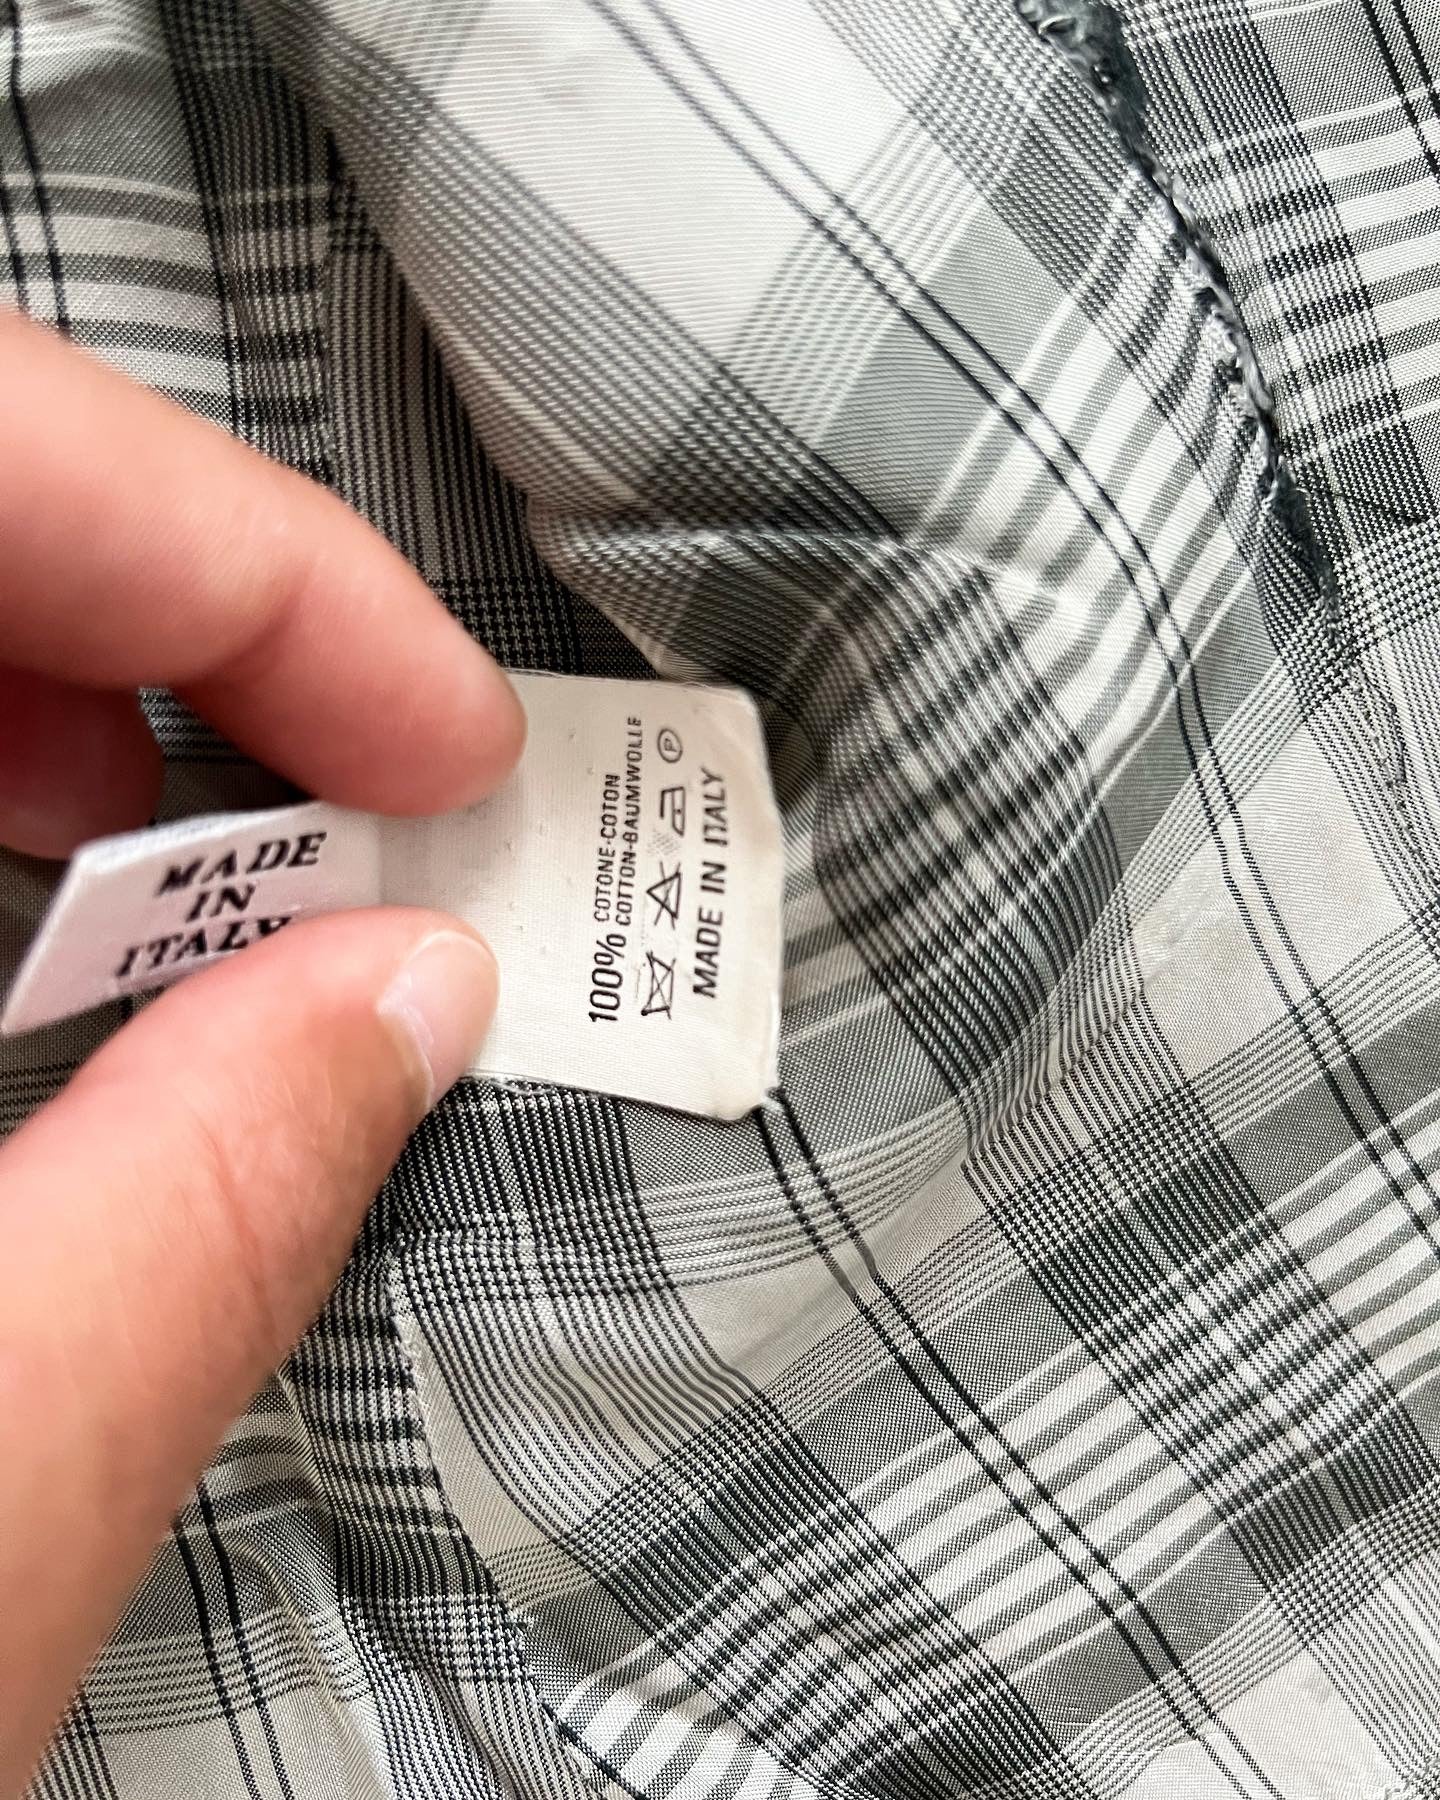 MADE
IN
ITALY
100% COTONE-COTON
COTTON-BAUMWOLLE
P
MADE IN ITALY